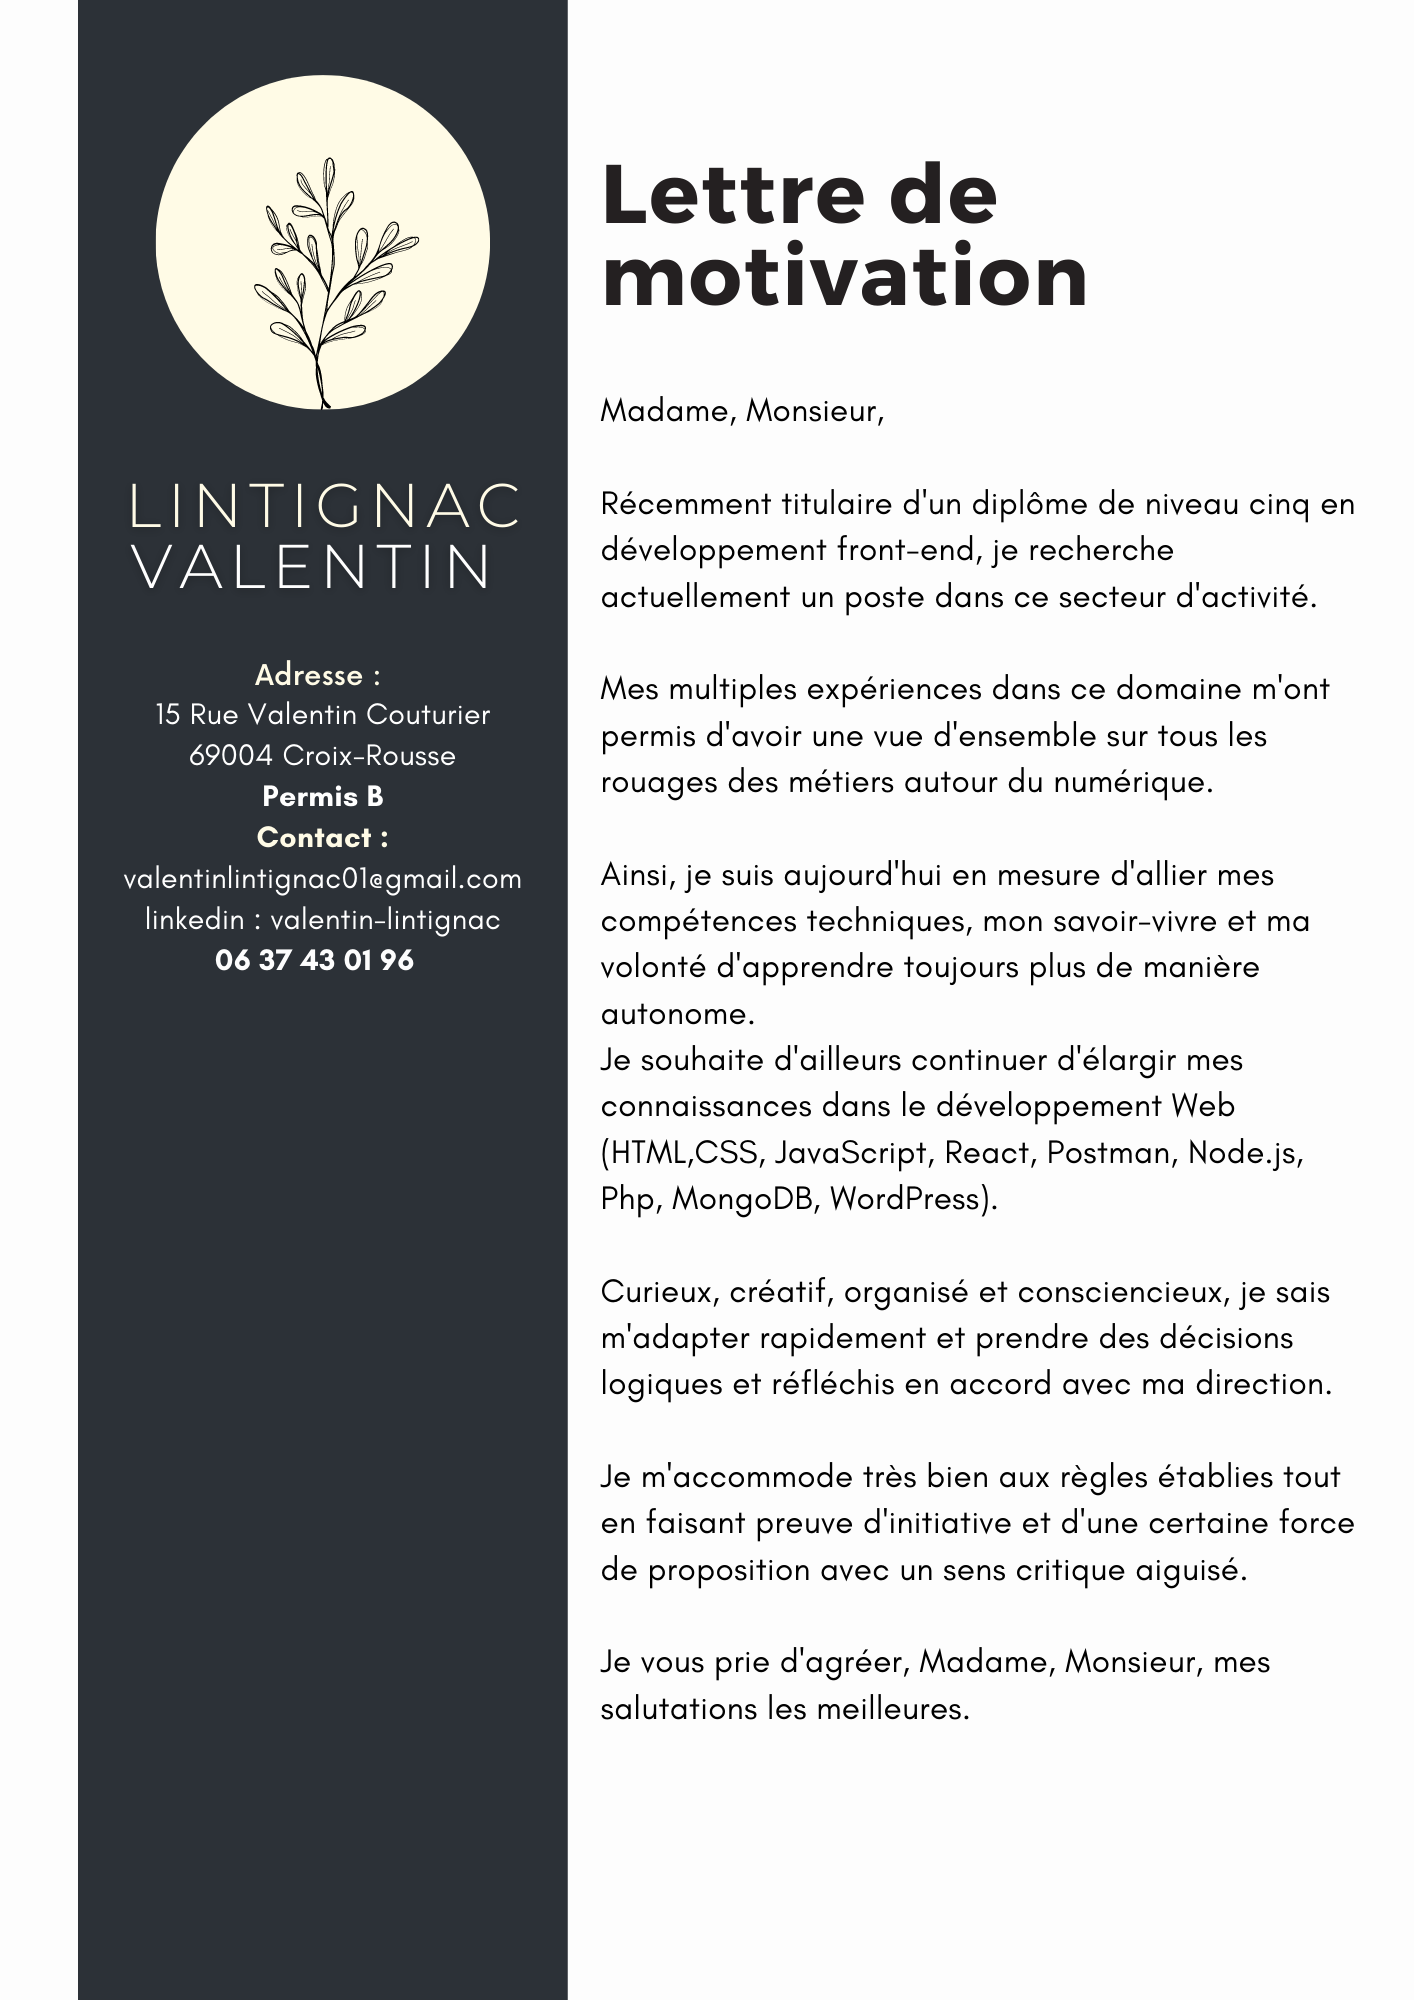 LINTIGNAC
VALENTIN
Adresse :
15 Rue Valentin Couturier
69004 Croix-Rousse
Permis B
Contact :
valentinlintignac01@gmail.com
linkedin : valentin-lintignac
06 37 43 01 96
Lettre de
motivation
Madame, Monsieur,
Récemment titulaire d'un diplôme de niveau cinq en
développement front-end, je recherche
actuellement un poste dans ce secteur d'activité.
Mes multiples expériences dans ce domaine m'ont
permis d'avoir une vue d'ensemble sur tous les
rouages des métiers autour du numérique.
Ainsi, je suis aujourd'hui en mesure d'allier mes
compétences techniques, mon savoir-vivre et ma
volonté d'apprendre toujours plus de manière
autonome.
Je souhaite d'ailleurs continuer d'élargir mes
connaissances dans le développement Web
(HTML,CSS, JavaScript, React, Postman, Node.js,
Php, MongoDB, WordPress).
Curieux, créatif, organisé et consciencieux, je sais
m'adapter rapidement et prendre des décisions
logiques et réfléchis en accord avec ma direction.
Je m'accommode très bien aux règles établies tout
en faisant preuve d'initiative et d'une certaine force
de proposition avec un sens critique aiguisé.
Je vous prie d'agréer, Madame, Monsieur, mes
salutations les meilleures.